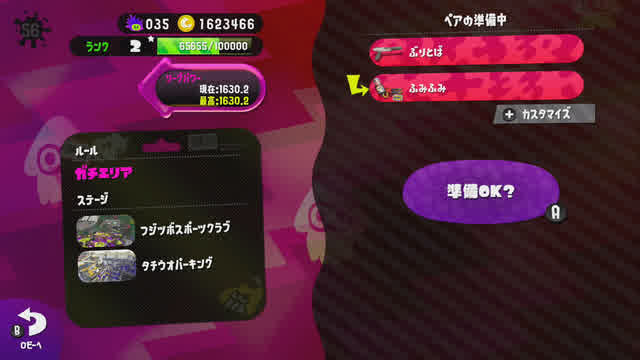 56
035
1623466
ペアの準備中
ランク
2
65655/100000
ぷりとぱ
リーグパワー
現在:1630.2
最高:1630.2
ふみふみ
+ カスタマイズ
ルール
ガチエリア
ステージ
準備OK?
A
フジツボスポーツクラブ
タチウオパーキング
B
ロビーへ